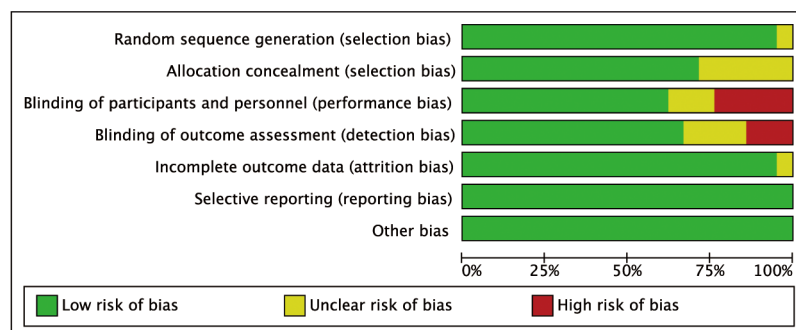 Random sequence generation (selection bias)
Allocation concealment (selection bias)
Blinding of participants and personnel (performance bias)
Blinding of outcome assessment (detection bias)
Incomplete outcome data (attrition bias)
Selective reporting (reporting bias)
Other bias
0% 25% 50% 75% 100%
Low risk of bias Unclear risk of bias High risk of bias